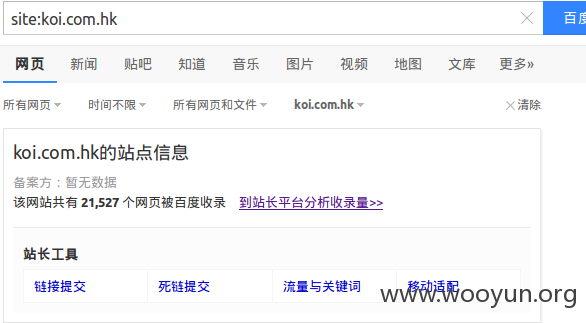 site:koi.com.hk 百度
网页 新闻 贴吧 知道 音乐 图片 视频 地图 文库 更多»
所有网页 时间不限 所有网页和文件 koi.com.hk 清除
koi.com.hk的站点信息
备案方：暂无数据
该网站共有 21,527 个网页被百度收录 到站长平台分析收录量>>
站长工具
链接提交 死链提交 流量与关键词 移动适配
www.wooyun.org